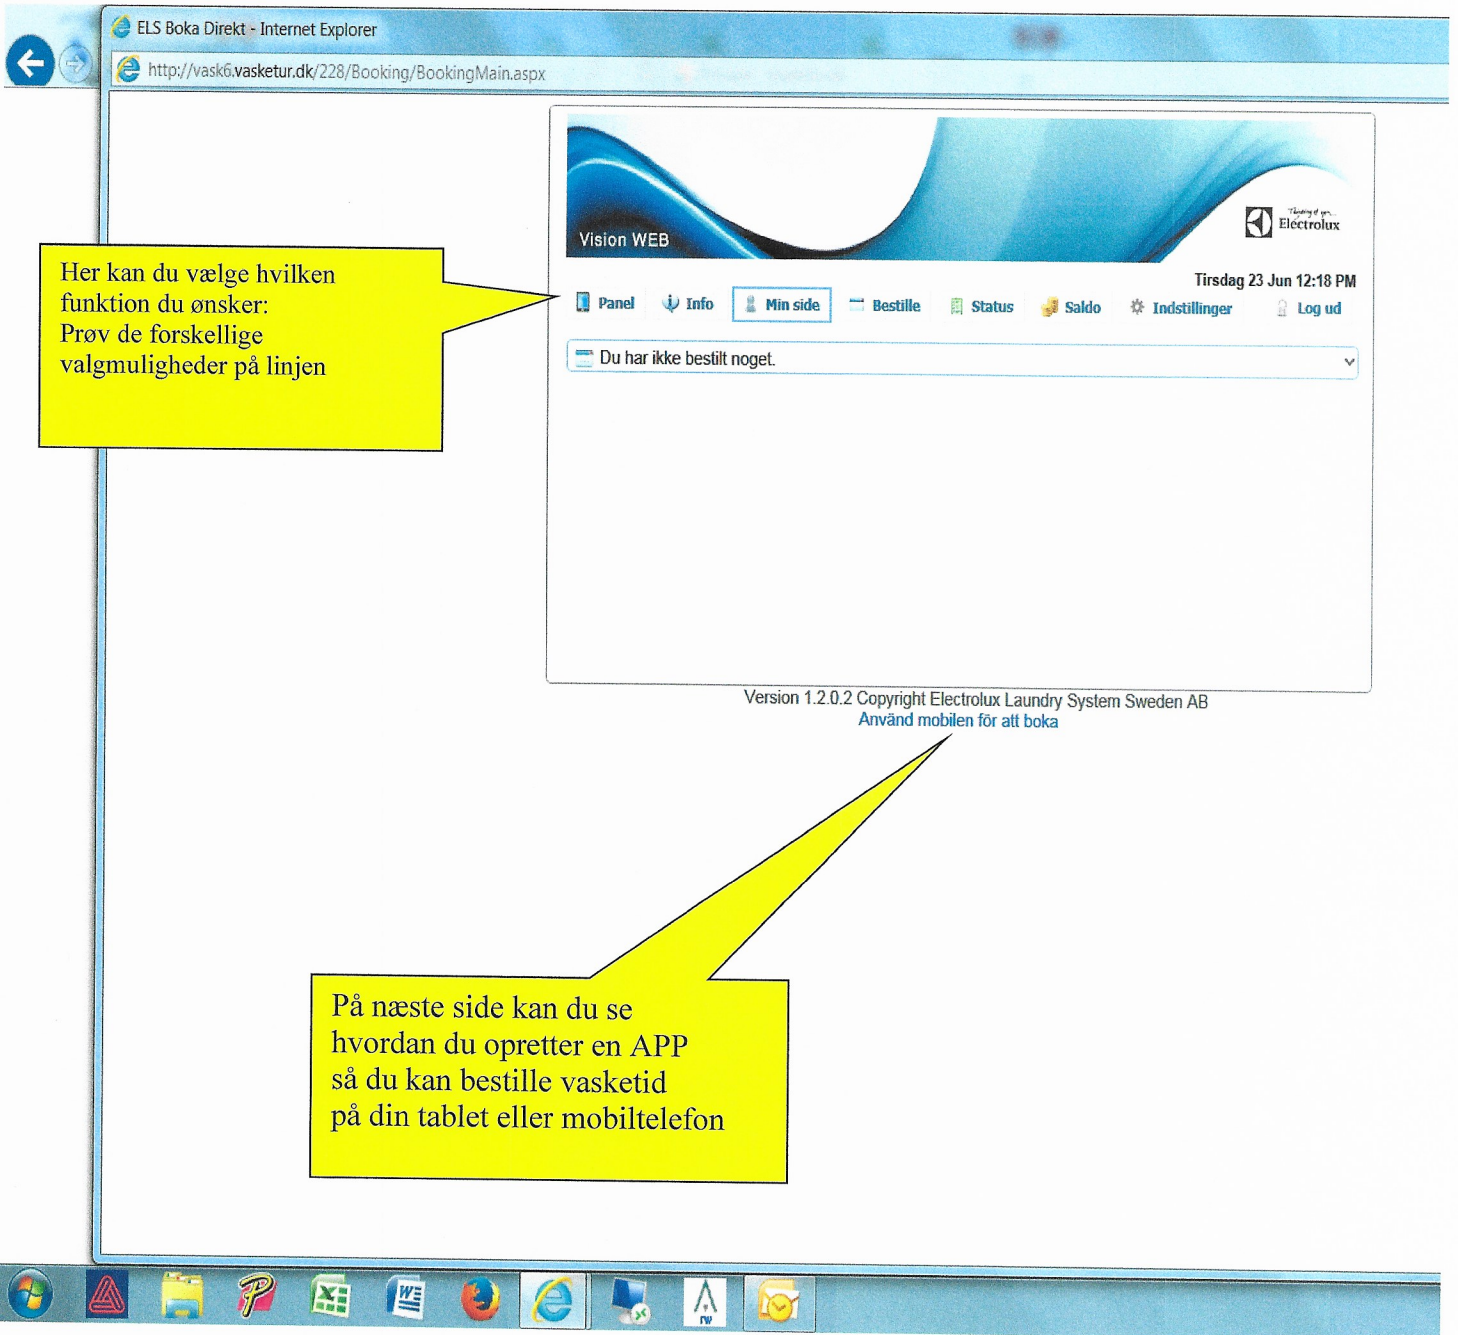 ELS Boka Direkt - Internet Explorer
http://vask6.vasketur.dk/228/Booking/BookingMain.aspx
Vision WEB
Thinking of you...
Electrolux
Tirsdag 23 Jun 12:18 PM
Panel Info Min side Bestille Status Saldo Indstillinger Log ud
Du har ikke bestilt noget.
Her kan du vælge hvilken
funktion du ønsker:
Prøv de forskellige
valgmuligheder på linjen
Version 1.2.0.2 Copyright Electrolux Laundry System Sweden AB
Använd mobilen för att boka
På næste side kan du se
hvordan du opretter en APP
så du kan bestille vasketid
på din tablet eller mobiltelefon
rw